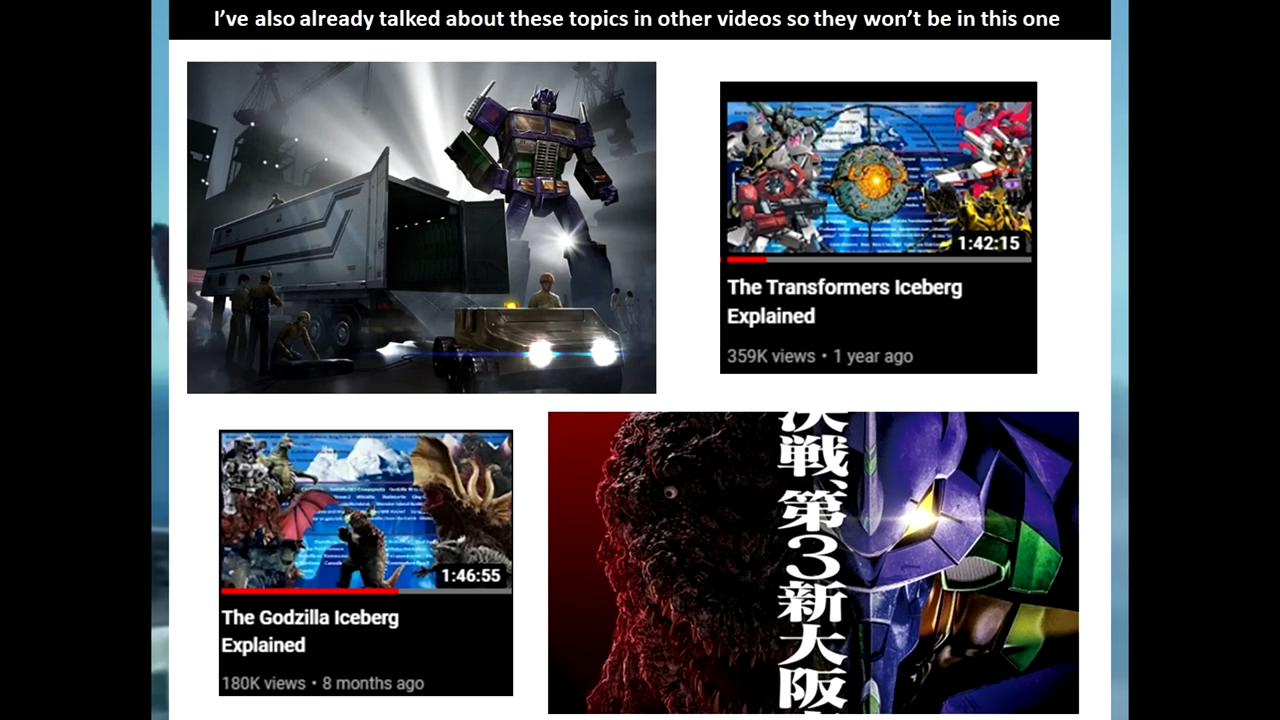 I've also already talked about these topics in other videos so they won't be in this one
1:42:15
The Transformers Iceberg
Explained
359K views • 1 year ago
1:46:55
The Godzilla Iceberg
Explained
180K views • 8 months ago
決戦、第3新大阪